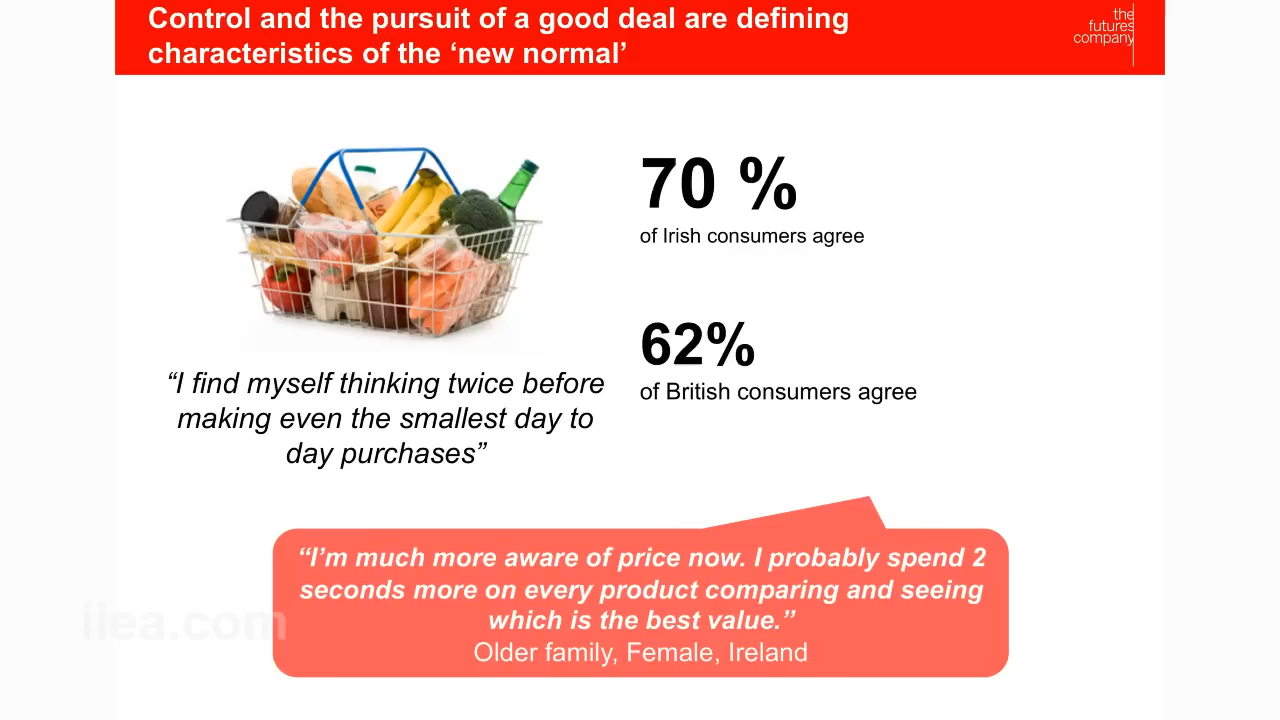 Control and the pursuit of a good deal are defining
characteristics of the ‘new normal’
the
futures
company
70 %
of Irish consumers agree
62%
of British consumers agree
“I find myself thinking twice before
making even the smallest day to
day purchases”
“I’m much more aware of price now. I probably spend 2
seconds more on every product comparing and seeing
which is the best value.”
Older family, Female, Ireland
ilea.com